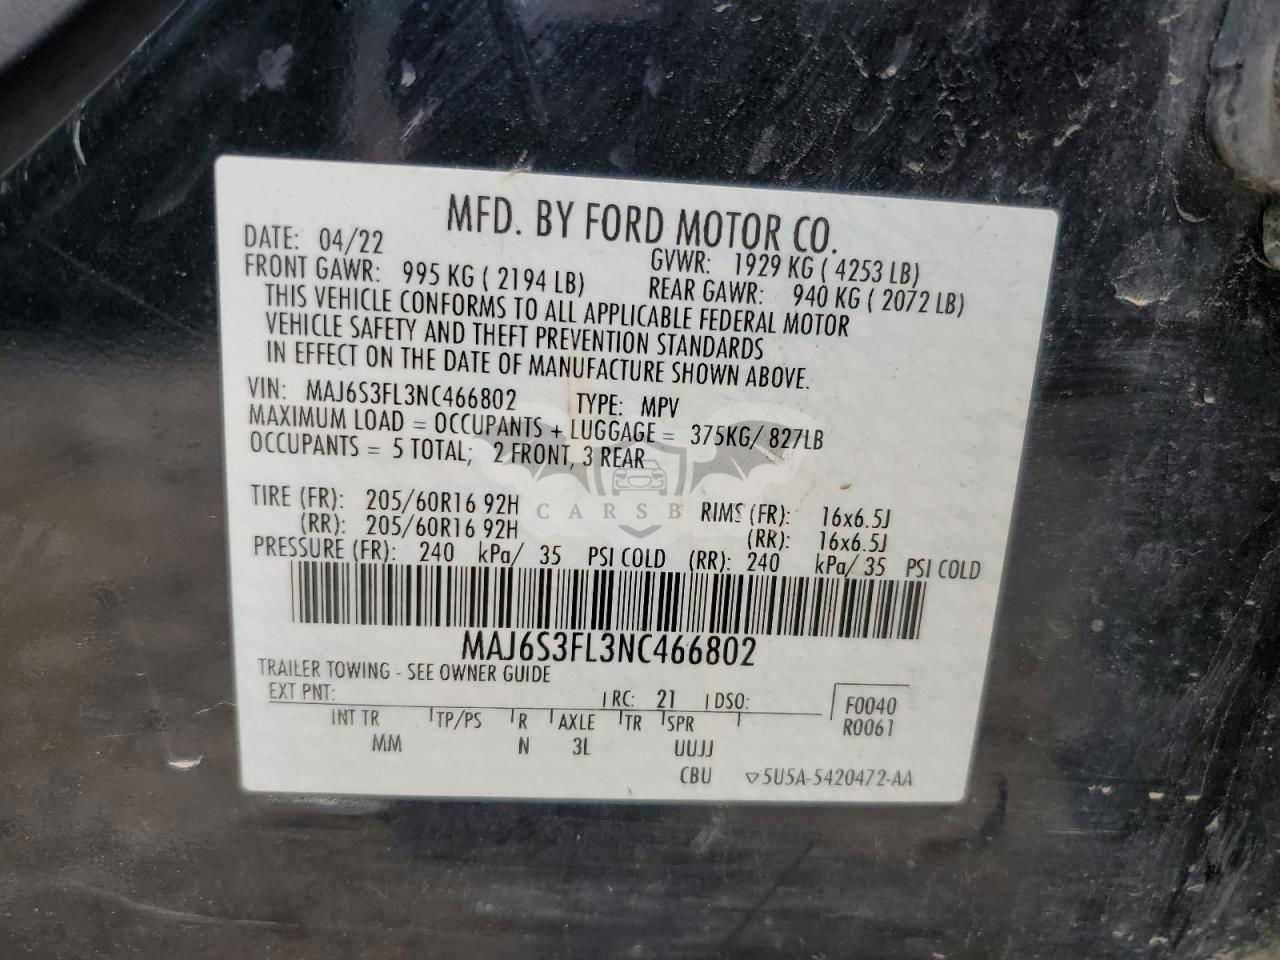 MFD. BY FORD MOTOR CO.
DATE: 04/22 GVWR: 1929 KG ( 4253 LB)
FRONT GAWR: 995 KG ( 2194 LB) REAR GAWR: 940 KG ( 2072 LB)
THIS VEHICLE CONFORMS TO ALL APPLICABLE FEDERAL MOTOR
VEHICLE SAFETY AND THEFT PREVENTION STANDARDS
IN EFFECT ON THE DATE OF MANUFACTURE SHOWN ABOVE.
VIN: MAJ6S3FL3NC466802 TYPE: MPV
MAXIMUM LOAD = OCCUPANTS + LUGGAGE = 375KG/ 827LB
OCCUPANTS = 5 TOTAL; 2 FRONT, 3 REAR
TIRE (FR): 205/60R16 92H RIMS (FR): 16x6.5J
(RR): 205/60R16 92H (RR): 16x6.5J
PRESSURE (FR): 240 kPa/ 35 PSI COLD (RR): 240 kPa/ 35 PSI COLD
MAJ6S3FL3NC466802
TRAILER TOWING - SEE OWNER GUIDE
EXT PNT: RC: 21 DSO: F0040
INT TR TP/PS R AXLE TR SPR R0061
MM N 3L UUJJ
CBU ▽5U5A-5420472-AA